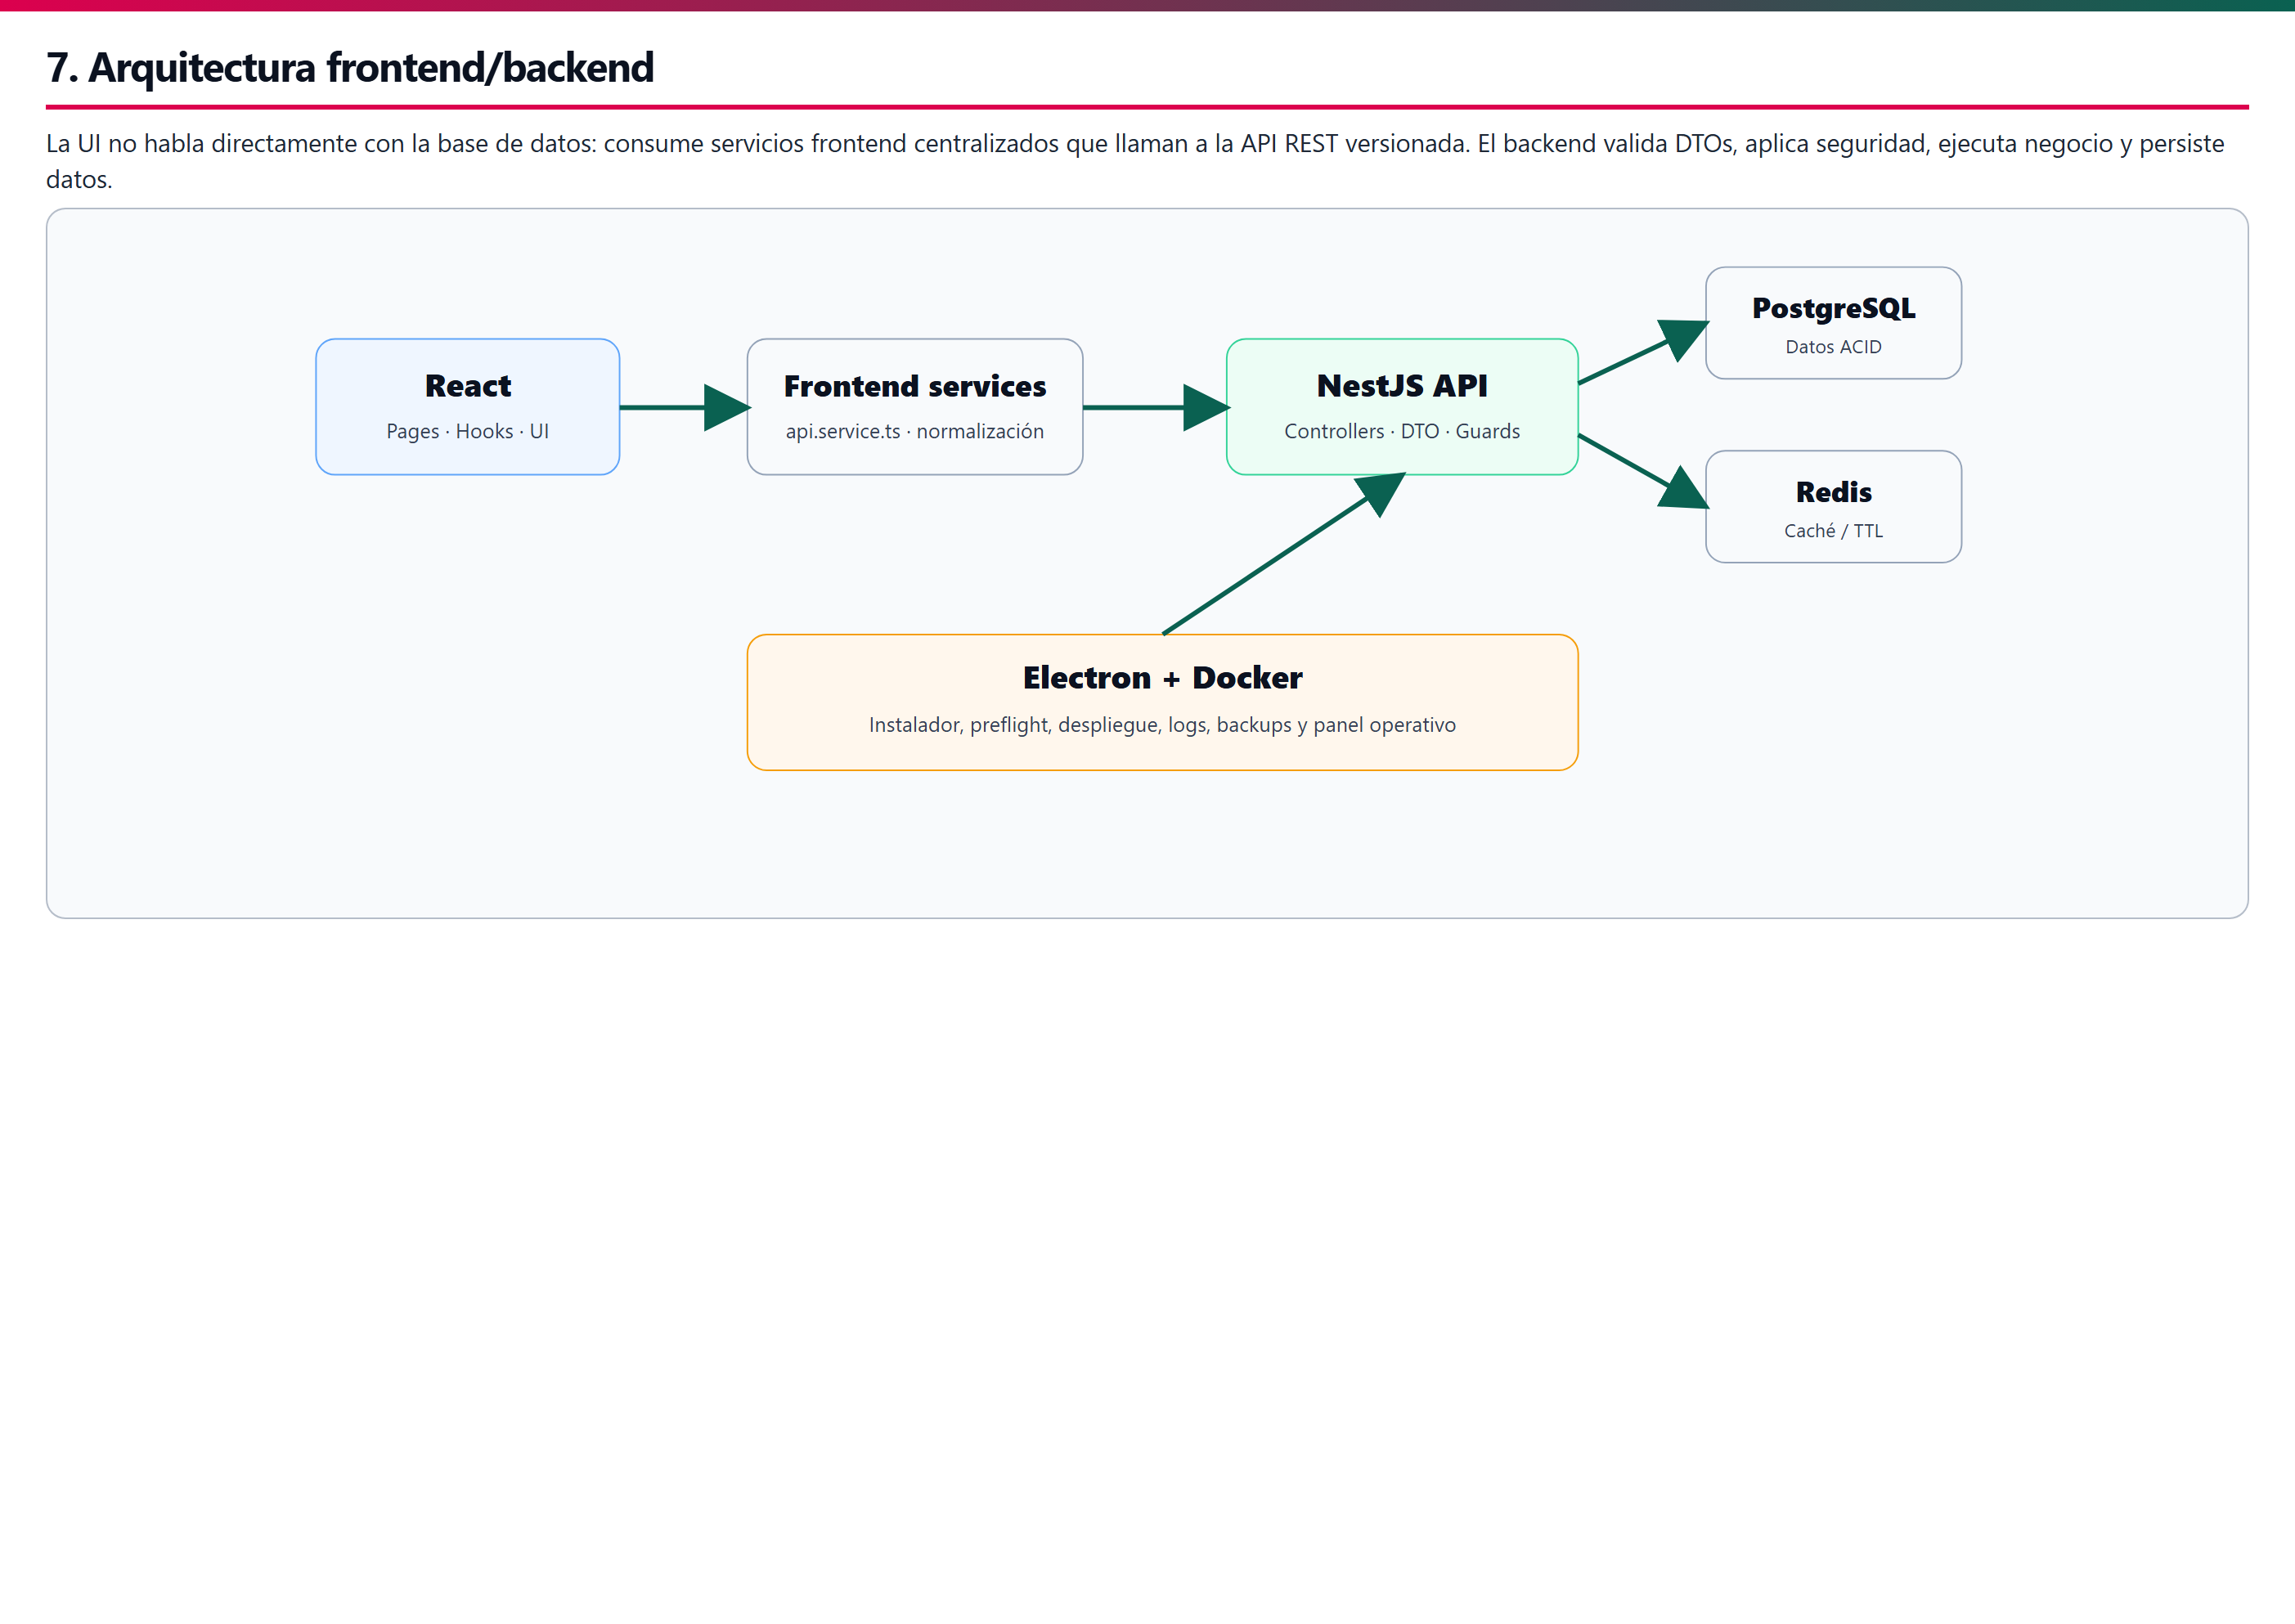 7. Arquitectura frontend/backend
La UI no habla directamente con la base de datos: consume servicios frontend centralizados que llaman a la API REST versionada. El backend valida DTOs, aplica seguridad, ejecuta negocio y persiste
datos.
React
Pages · Hooks · UI
Frontend services
api.service.ts · normalización
NestJS API
Controllers · DTO · Guards
PostgreSQL
Datos ACID
Redis
Caché / TTL
Electron + Docker
Instalador, preflight, despliegue, logs, backups y panel operativo